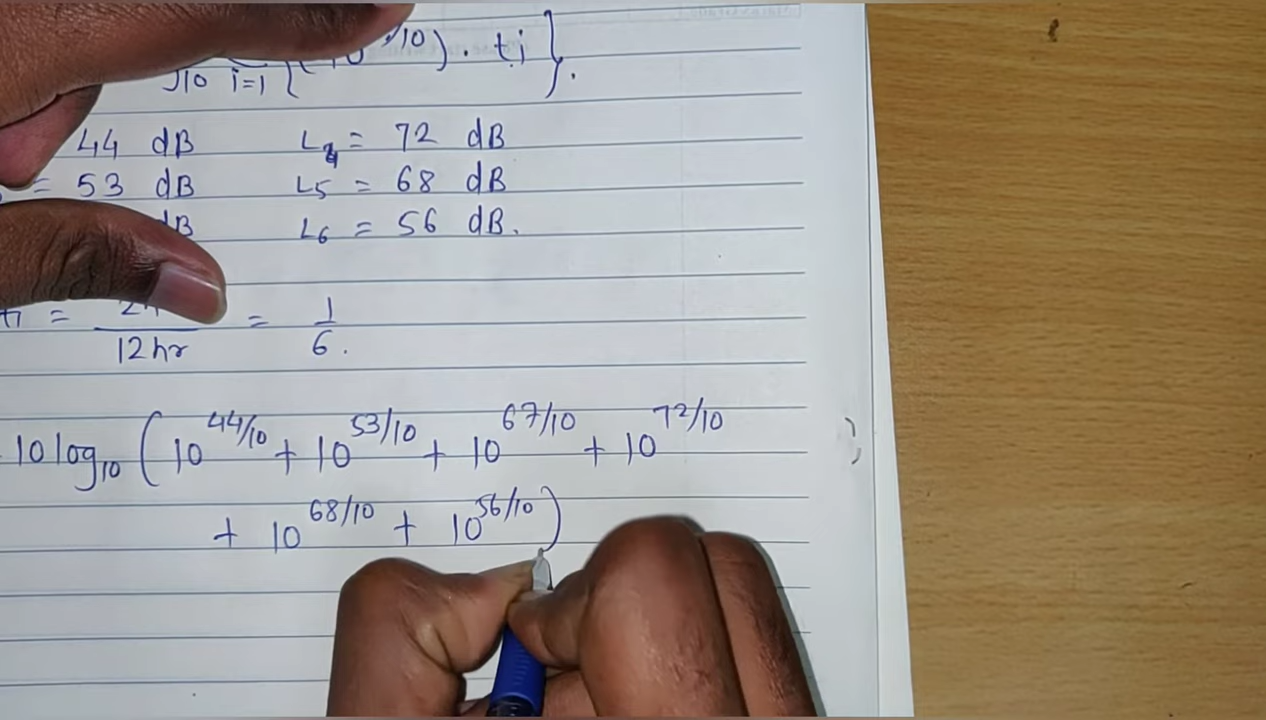 10 i=1 { ( 10 /10 ) . ti } .
44 dB L4 = 72 dB
= 53 dB L5 = 68 dB
dB L6 = 56 dB.
= / 12 hr = 1/6.
10 log10 ( 10^44/10 + 10^53/10 + 10^67/10 + 10^72/10
+ 10^68/10 + 10^56/10 )